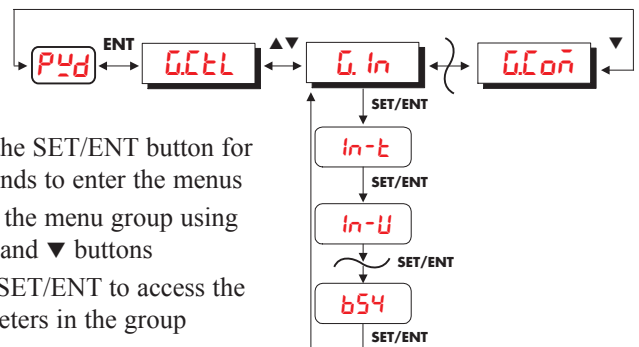 ENT ▲▼ ▼
PWd G.CtL G. In G.Com
SET/ENT
he SET/ENT button for
nds to enter the menus
the menu group using
and ▼ buttons
SET/ENT to access the
eters in the group
In-t
SET/ENT
In-U
SET/ENT
bS4
SET/ENT